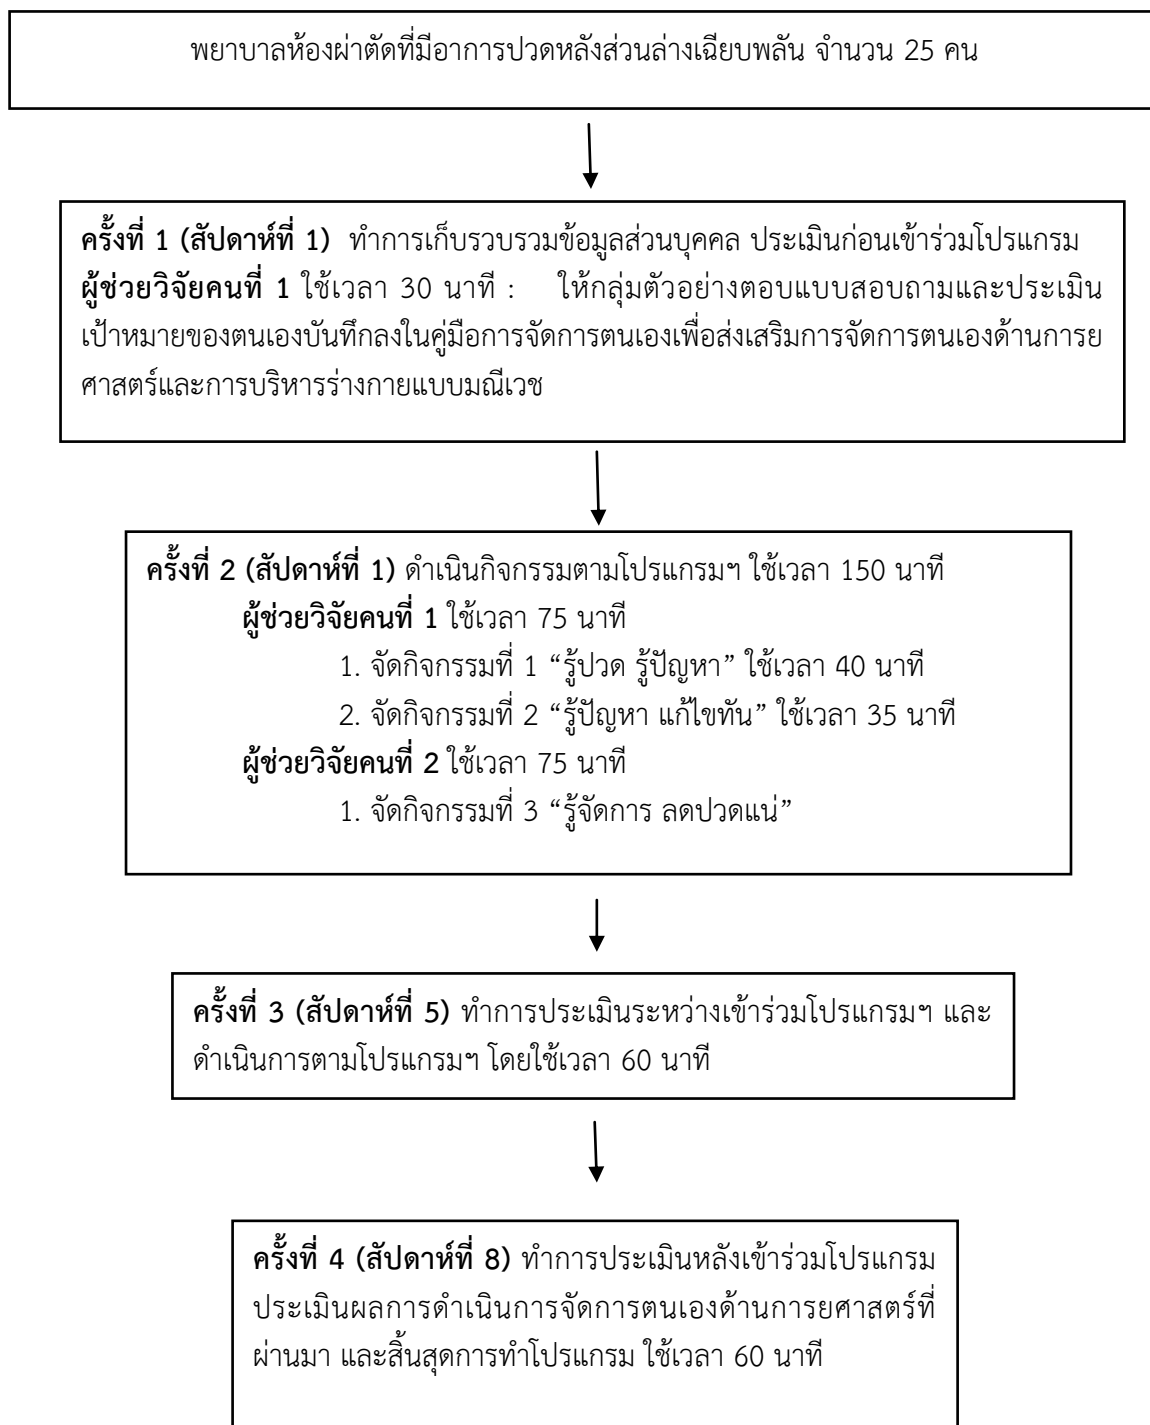 พยาบาลห้องผ่าตัดที่มีอาการปวดหลังส่วนล่างเฉียบพลัน จำนวน 25 คน
ครั้งที่ 1 (สัปดาห์ที่ 1) ทำการเก็บรวบรวมข้อมูลส่วนบุคคล ประเมินก่อนเข้าร่วมโปรแกรม
ผู้ช่วยวิจัยคนที่ 1 ใช้เวลา 30 นาที : ให้กลุ่มตัวอย่างตอบแบบสอบถามและประเมิน
เป้าหมายของตนเองบันทึกลงในคู่มือการจัดการตนเองเพื่อส่งเสริมการจัดการตนเองด้านการย
ศาสตร์และการบริหารร่างกายแบบมณีเวช
ครั้งที่ 2 (สัปดาห์ที่ 1) ดำเนินกิจกรรมตามโปรแกรมฯ ใช้เวลา 150 นาที
ผู้ช่วยวิจัยคนที่ 1 ใช้เวลา 75 นาที
1. จัดกิจกรรมที่ 1 “รู้ปวด รู้ปัญหา” ใช้เวลา 40 นาที
2. จัดกิจกรรมที่ 2 “รู้ปัญหา แก้ไขทัน” ใช้เวลา 35 นาที
ผู้ช่วยวิจัยคนที่ 2 ใช้เวลา 75 นาที
1. จัดกิจกรรมที่ 3 “รู้จัดการ ลดปวดแน่”
ครั้งที่ 3 (สัปดาห์ที่ 5) ทำการประเมินระหว่างเข้าร่วมโปรแกรมฯ และ
ดำเนินการตามโปรแกรมฯ โดยใช้เวลา 60 นาที
ครั้งที่ 4 (สัปดาห์ที่ 8) ทำการประเมินหลังเข้าร่วมโปรแกรม
ประเมินผลการดำเนินการจัดการตนเองด้านการยศาสตร์ที่
ผ่านมา และสิ้นสุดการทำโปรแกรม ใช้เวลา 60 นาที